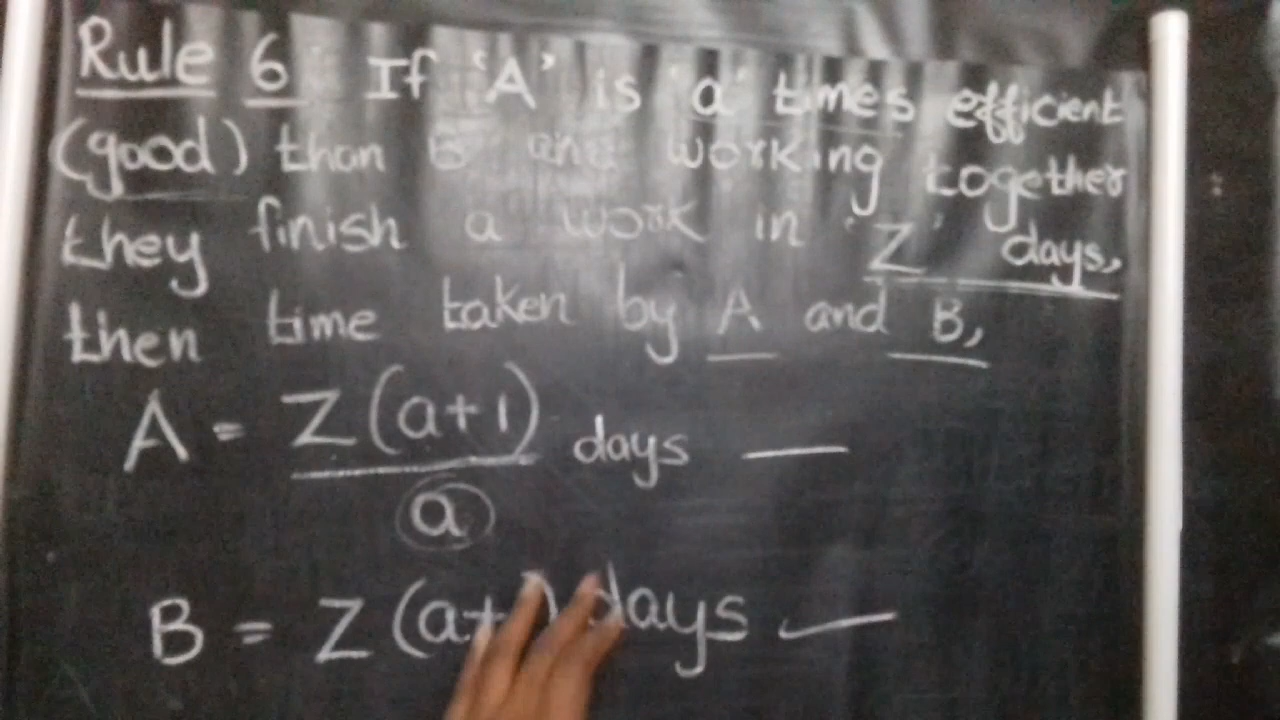 Rule 6 If 'A' is 'a' times efficient
(good) than B and working together
they finish a work in 'Z' days,
then time taken by A and B,
A = Z(a+1) / a days
B = Z (a+ ) days